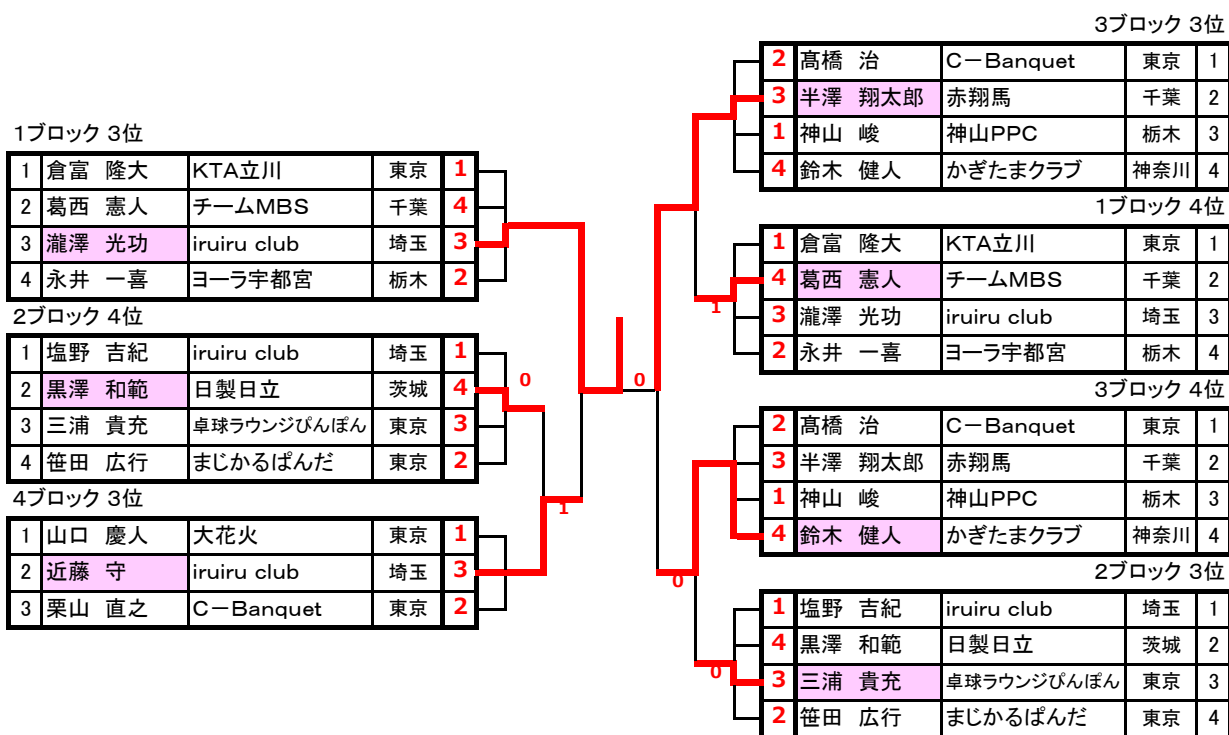 1ブロック 3位
1 倉富 隆大 KTA立川 東京 1
2 葛西 憲人 チームMBS 千葉 4
3 瀧澤 光功 iruiru club 埼玉 3
4 永井 一喜 ヨーラ宇都宮 栃木 2
2ブロック 4位
1 塩野 吉紀 iruiru club 埼玉 1
2 黒澤 和範 日製日立 茨城 4
3 三浦 貴充 卓球ラウンジぴんぽん 東京 3
4 笹田 広行 まじかるぱんだ 東京 2
4ブロック 3位
1 山口 慶人 大花火 東京 1
2 近藤 守 iruiru club 埼玉 3
3 栗山 直之 C−Banquet 東京 2
0
1
0
1
0
0
3ブロック 3位
2 髙橋 治 C−Banquet 東京 1
3 半澤 翔太郎 赤翔馬 千葉 2
1 神山 峻 神山PPC 栃木 3
4 鈴木 健人 かぎたまクラブ 神奈川 4
1ブロック 4位
1 倉富 隆大 KTA立川 東京 1
4 葛西 憲人 チームMBS 千葉 2
3 瀧澤 光功 iruiru club 埼玉 3
2 永井 一喜 ヨーラ宇都宮 栃木 4
3ブロック 4位
2 髙橋 治 C−Banquet 東京 1
3 半澤 翔太郎 赤翔馬 千葉 2
1 神山 峻 神山PPC 栃木 3
4 鈴木 健人 かぎたまクラブ 神奈川 4
2ブロック 3位
1 塩野 吉紀 iruiru club 埼玉 1
4 黒澤 和範 日製日立 茨城 2
3 三浦 貴充 卓球ラウンジぴんぽん 東京 3
2 笹田 広行 まじかるぱんだ 東京 4